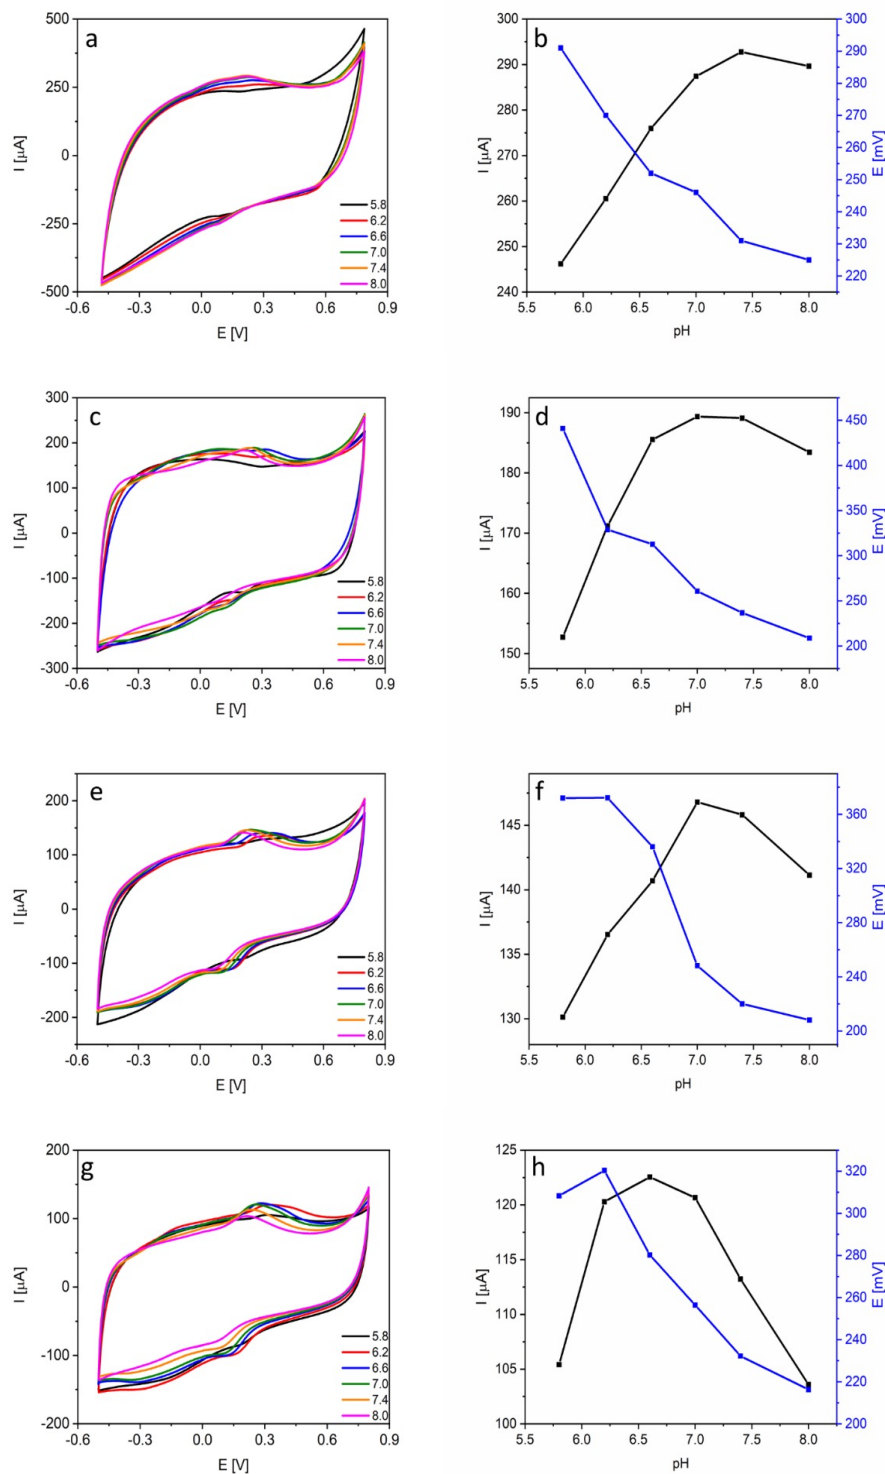 a
500
250
0
-250
-500
I [μA]
-0.6 -0.3 0.0 0.3 0.6 0.9
E [V]
5.8
6.2
6.6
7.0
7.4
8.0
b
300
290
280
270
260
250
240
I [μA]
5.5 6.0 6.5 7.0 7.5 8.0
pH
300
290
280
270
260
250
240
230
220
E [mV]
c
300
200
100
0
-100
-200
-300
I [μA]
-0.6 -0.3 0.0 0.3 0.6 0.9
E [V]
5.8
6.2
6.6
7.0
7.4
8.0
d
190
180
170
160
150
I [μA]
5.5 6.0 6.5 7.0 7.5 8.0
pH
450
400
350
300
250
200
E [mV]
e
200
100
0
-100
-200
I [μA]
-0.6 -0.3 0.0 0.3 0.6 0.9
E [V]
5.8
6.2
6.6
7.0
7.4
8.0
f
145
140
135
130
I [μA]
5.5 6.0 6.5 7.0 7.5 8.0
pH
360
320
280
240
200
E [mV]
g
200
100
0
-100
-200
I [μA]
-0.6 -0.3 0.0 0.3 0.6 0.9
E [V]
5.8
6.2
6.6
7.0
7.4
8.0
h
125
120
115
110
105
100
I [μA]
5.5 6.0 6.5 7.0 7.5 8.0
pH
320
300
280
260
240
220
200
E [mV]